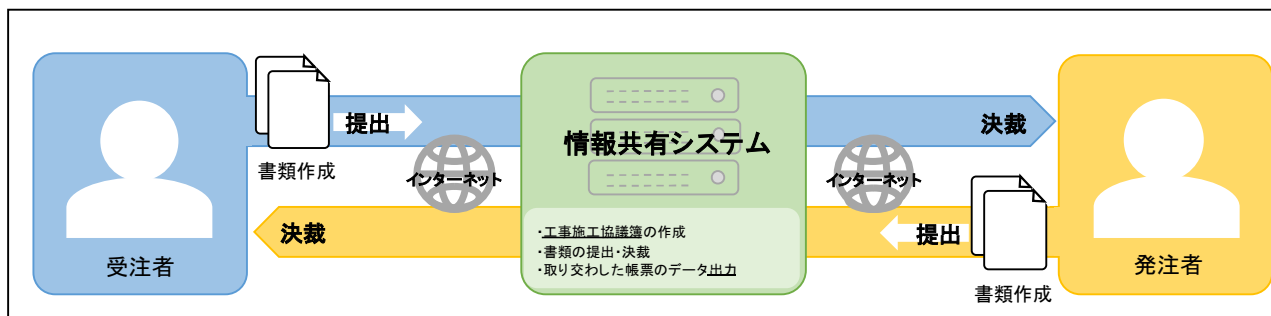 提出
書類作成
インターネット
受注者
決裁
情報共有システム
・工事施工協議簿の作成
・書類の提出・決裁
・取り交わした帳票のデータ出力
決裁
インターネット
提出
書類作成
発注者